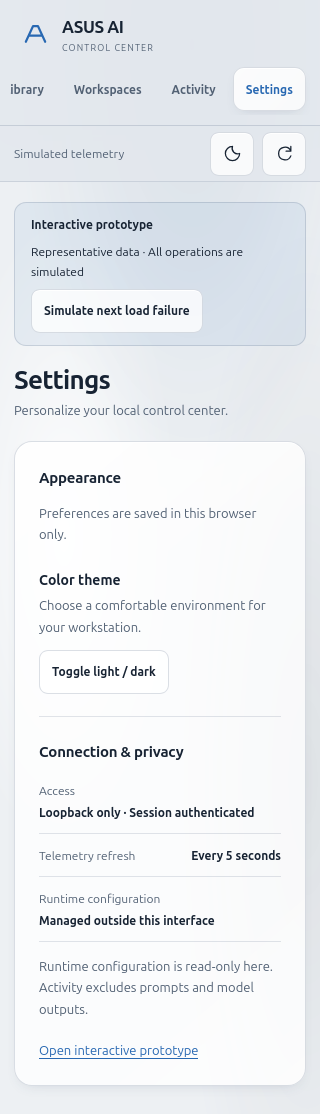 ASUS AI
CONTROL CENTER
ibrary Workspaces Activity Settings
Simulated telemetry
Interactive prototype
Representative data · All operations are
simulated
Simulate next load failure
Settings
Personalize your local control center.
Appearance
Preferences are saved in this browser
only.
Color theme
Choose a comfortable environment for
your workstation.
Toggle light / dark
Connection & privacy
Access
Loopback only · Session authenticated
Telemetry refresh Every 5 seconds
Runtime configuration
Managed outside this interface
Runtime configuration is read-only here.
Activity excludes prompts and model
outputs.
Open interactive prototype